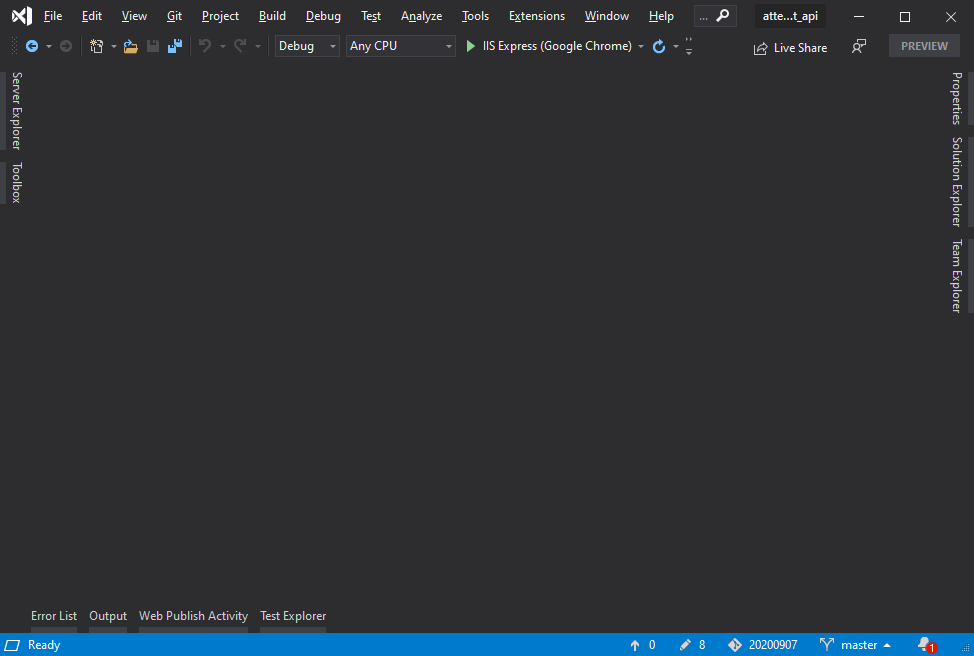 File Edit View Git Project Build Debug Test Analyze Tools Extensions Window Help ... atte...t_api
Debug Any CPU IIS Express (Google Chrome) Live Share PREVIEW
Server Explorer
Toolbox
Properties
Solution Explorer
Team Explorer
Error List Output Web Publish Activity Test Explorer
Ready 0 8 20200907 master 1